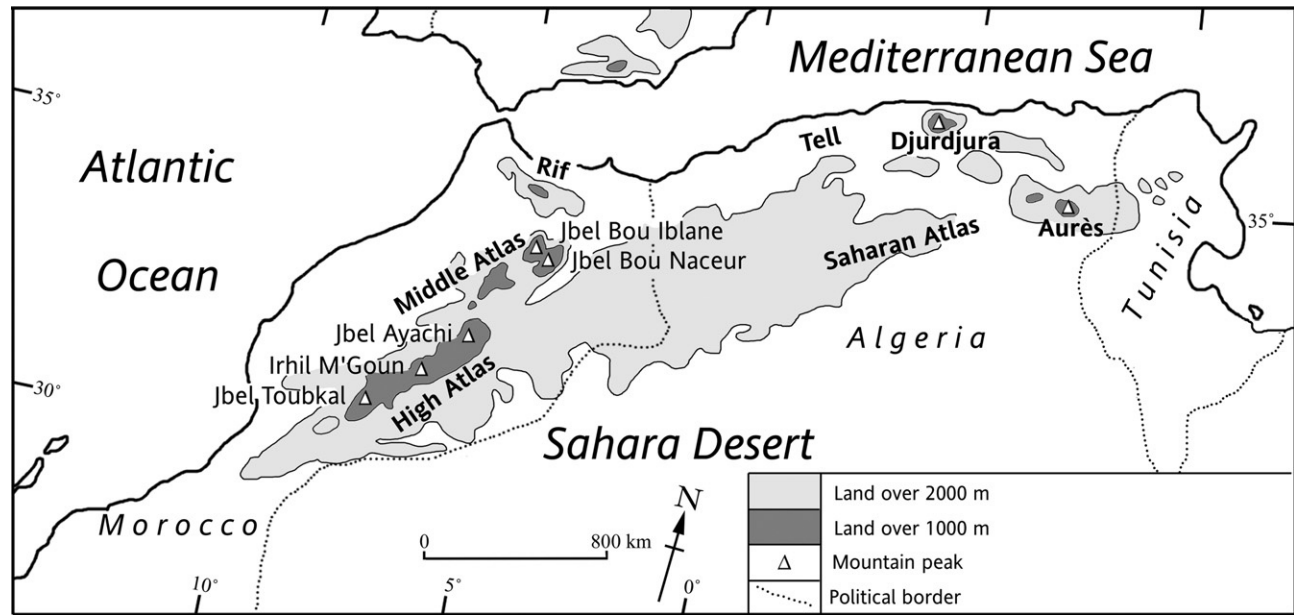 Mediterranean Sea
35°
Atlantic
Ocean
Tell
Djurdjura
Rif
Aurès
35°
Tunisia
Jbel Bou Iblane
Jbel Bou Naceur
Middle Atlas
Saharan Atlas
Jbel Ayachi
Algeria
Irhil M'Goun
Jbel Toubkal
High Atlas
30°
Sahara Desert
Morocco
N
0 800 km
10°
5°
0°
Land over 2000 m
Land over 1000 m
Mountain peak
Political border